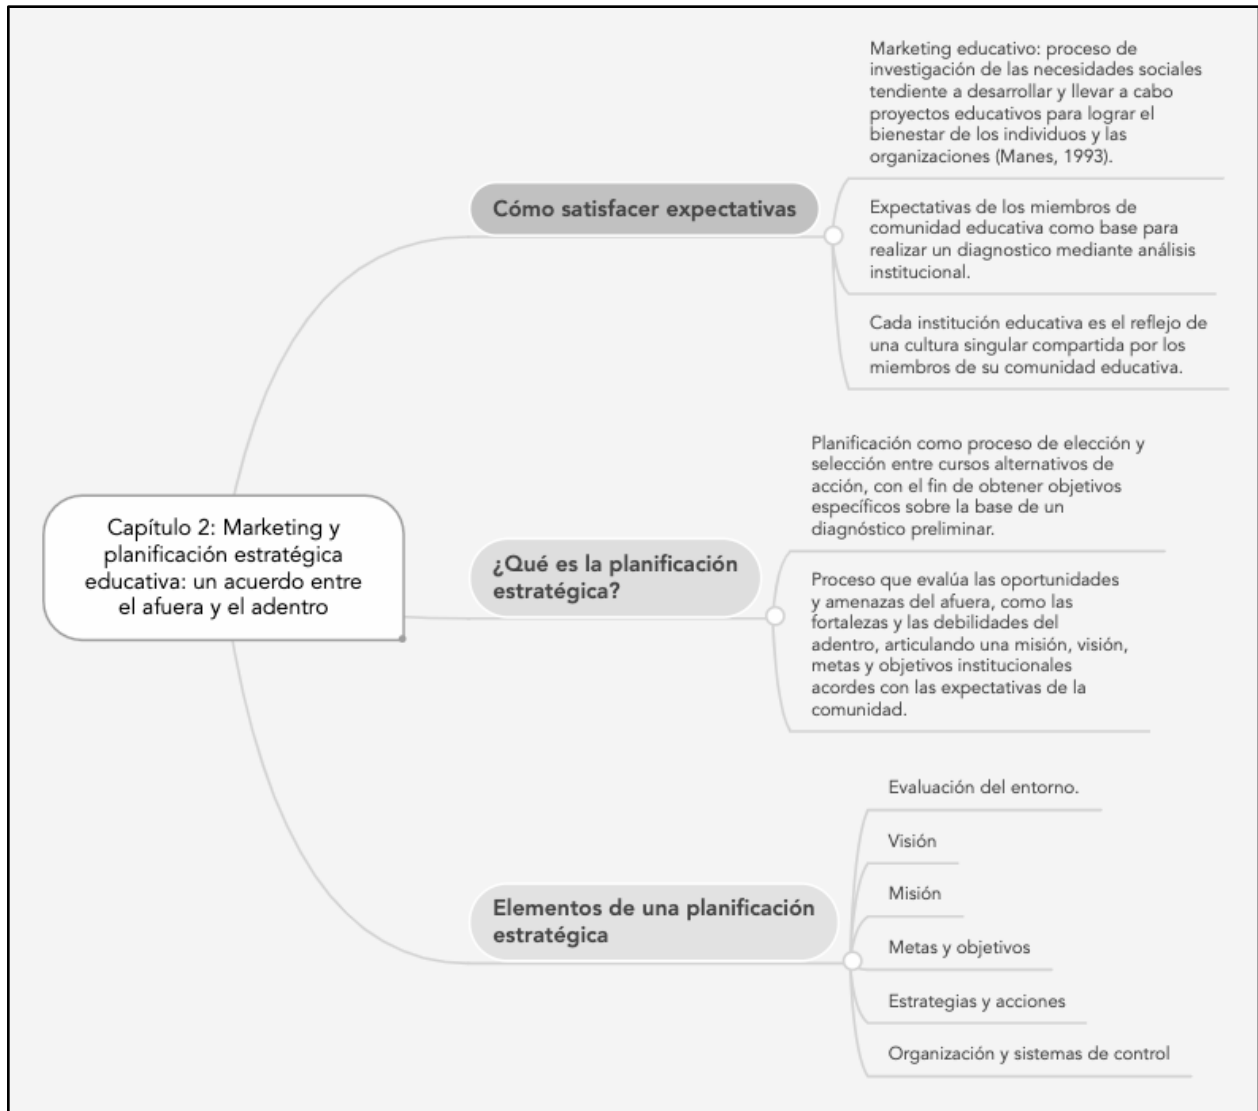 Capítulo 2: Marketing y
planificación estratégica
educativa: un acuerdo entre
el afuera y el adentro
Cómo satisfacer expectativas
Marketing educativo: proceso de
investigación de las necesidades sociales
tendiente a desarrollar y llevar a cabo
proyectos educativos para lograr el
bienestar de los individuos y las
organizaciones (Manes, 1993).
Expectativas de los miembros de
comunidad educativa como base para
realizar un diagnostico mediante análisis
institucional.
Cada institución educativa es el reflejo de
una cultura singular compartida por los
miembros de su comunidad educativa.
¿Qué es la planificación
estratégica?
Planificación como proceso de elección y
selección entre cursos alternativos de
acción, con el fin de obtener objetivos
específicos sobre la base de un
diagnóstico preliminar.
Proceso que evalúa las oportunidades
y amenazas del afuera, como las
fortalezas y las debilidades del
adentro, articulando una misión, visión,
metas y objetivos institucionales
acordes con las expectativas de la
comunidad.
Elementos de una planificación
estratégica
Evaluación del entorno.
Visión
Misión
Metas y objetivos
Estrategias y acciones
Organización y sistemas de control